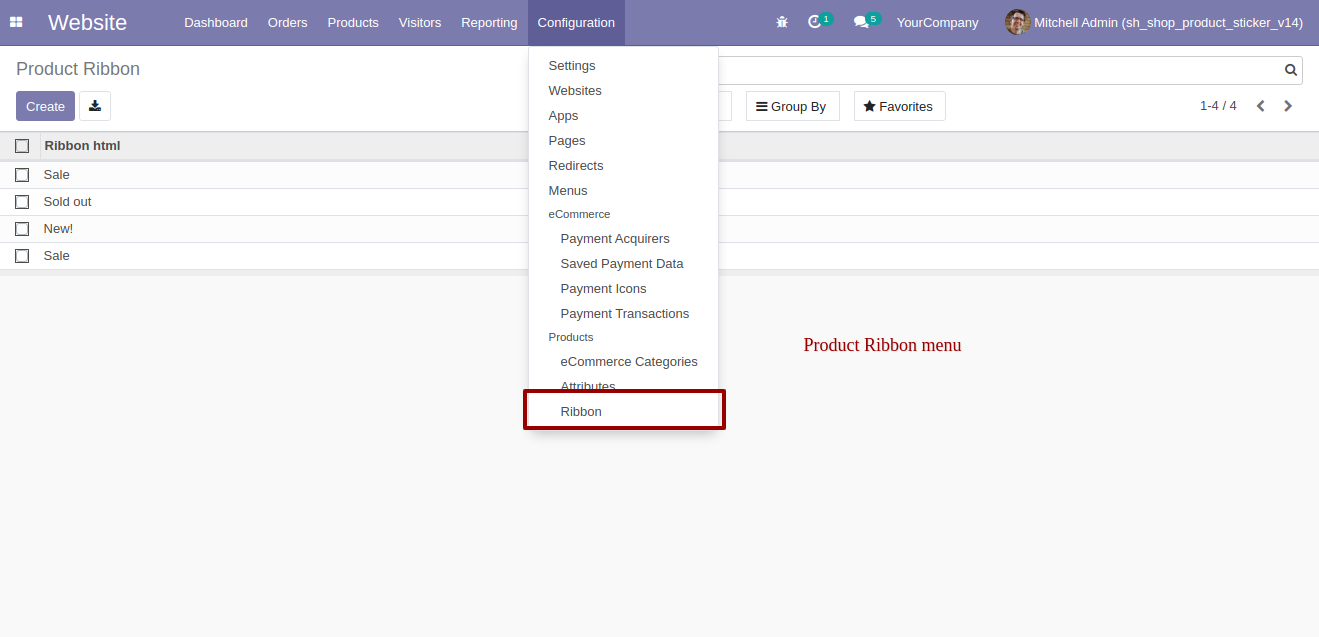 Website Dashboard Orders Products Visitors Reporting Configuration 1 5 YourCompany Mitchell Admin (sh_shop_product_sticker_v14)
Product Ribbon
Create
Group By Favorites 1-4 / 4
Ribbon html
Sale
Sold out
New!
Sale
Settings
Websites
Apps
Pages
Redirects
Menus
eCommerce
Payment Acquirers
Saved Payment Data
Payment Icons
Payment Transactions
Products
eCommerce Categories
Attributes
Ribbon
Product Ribbon menu